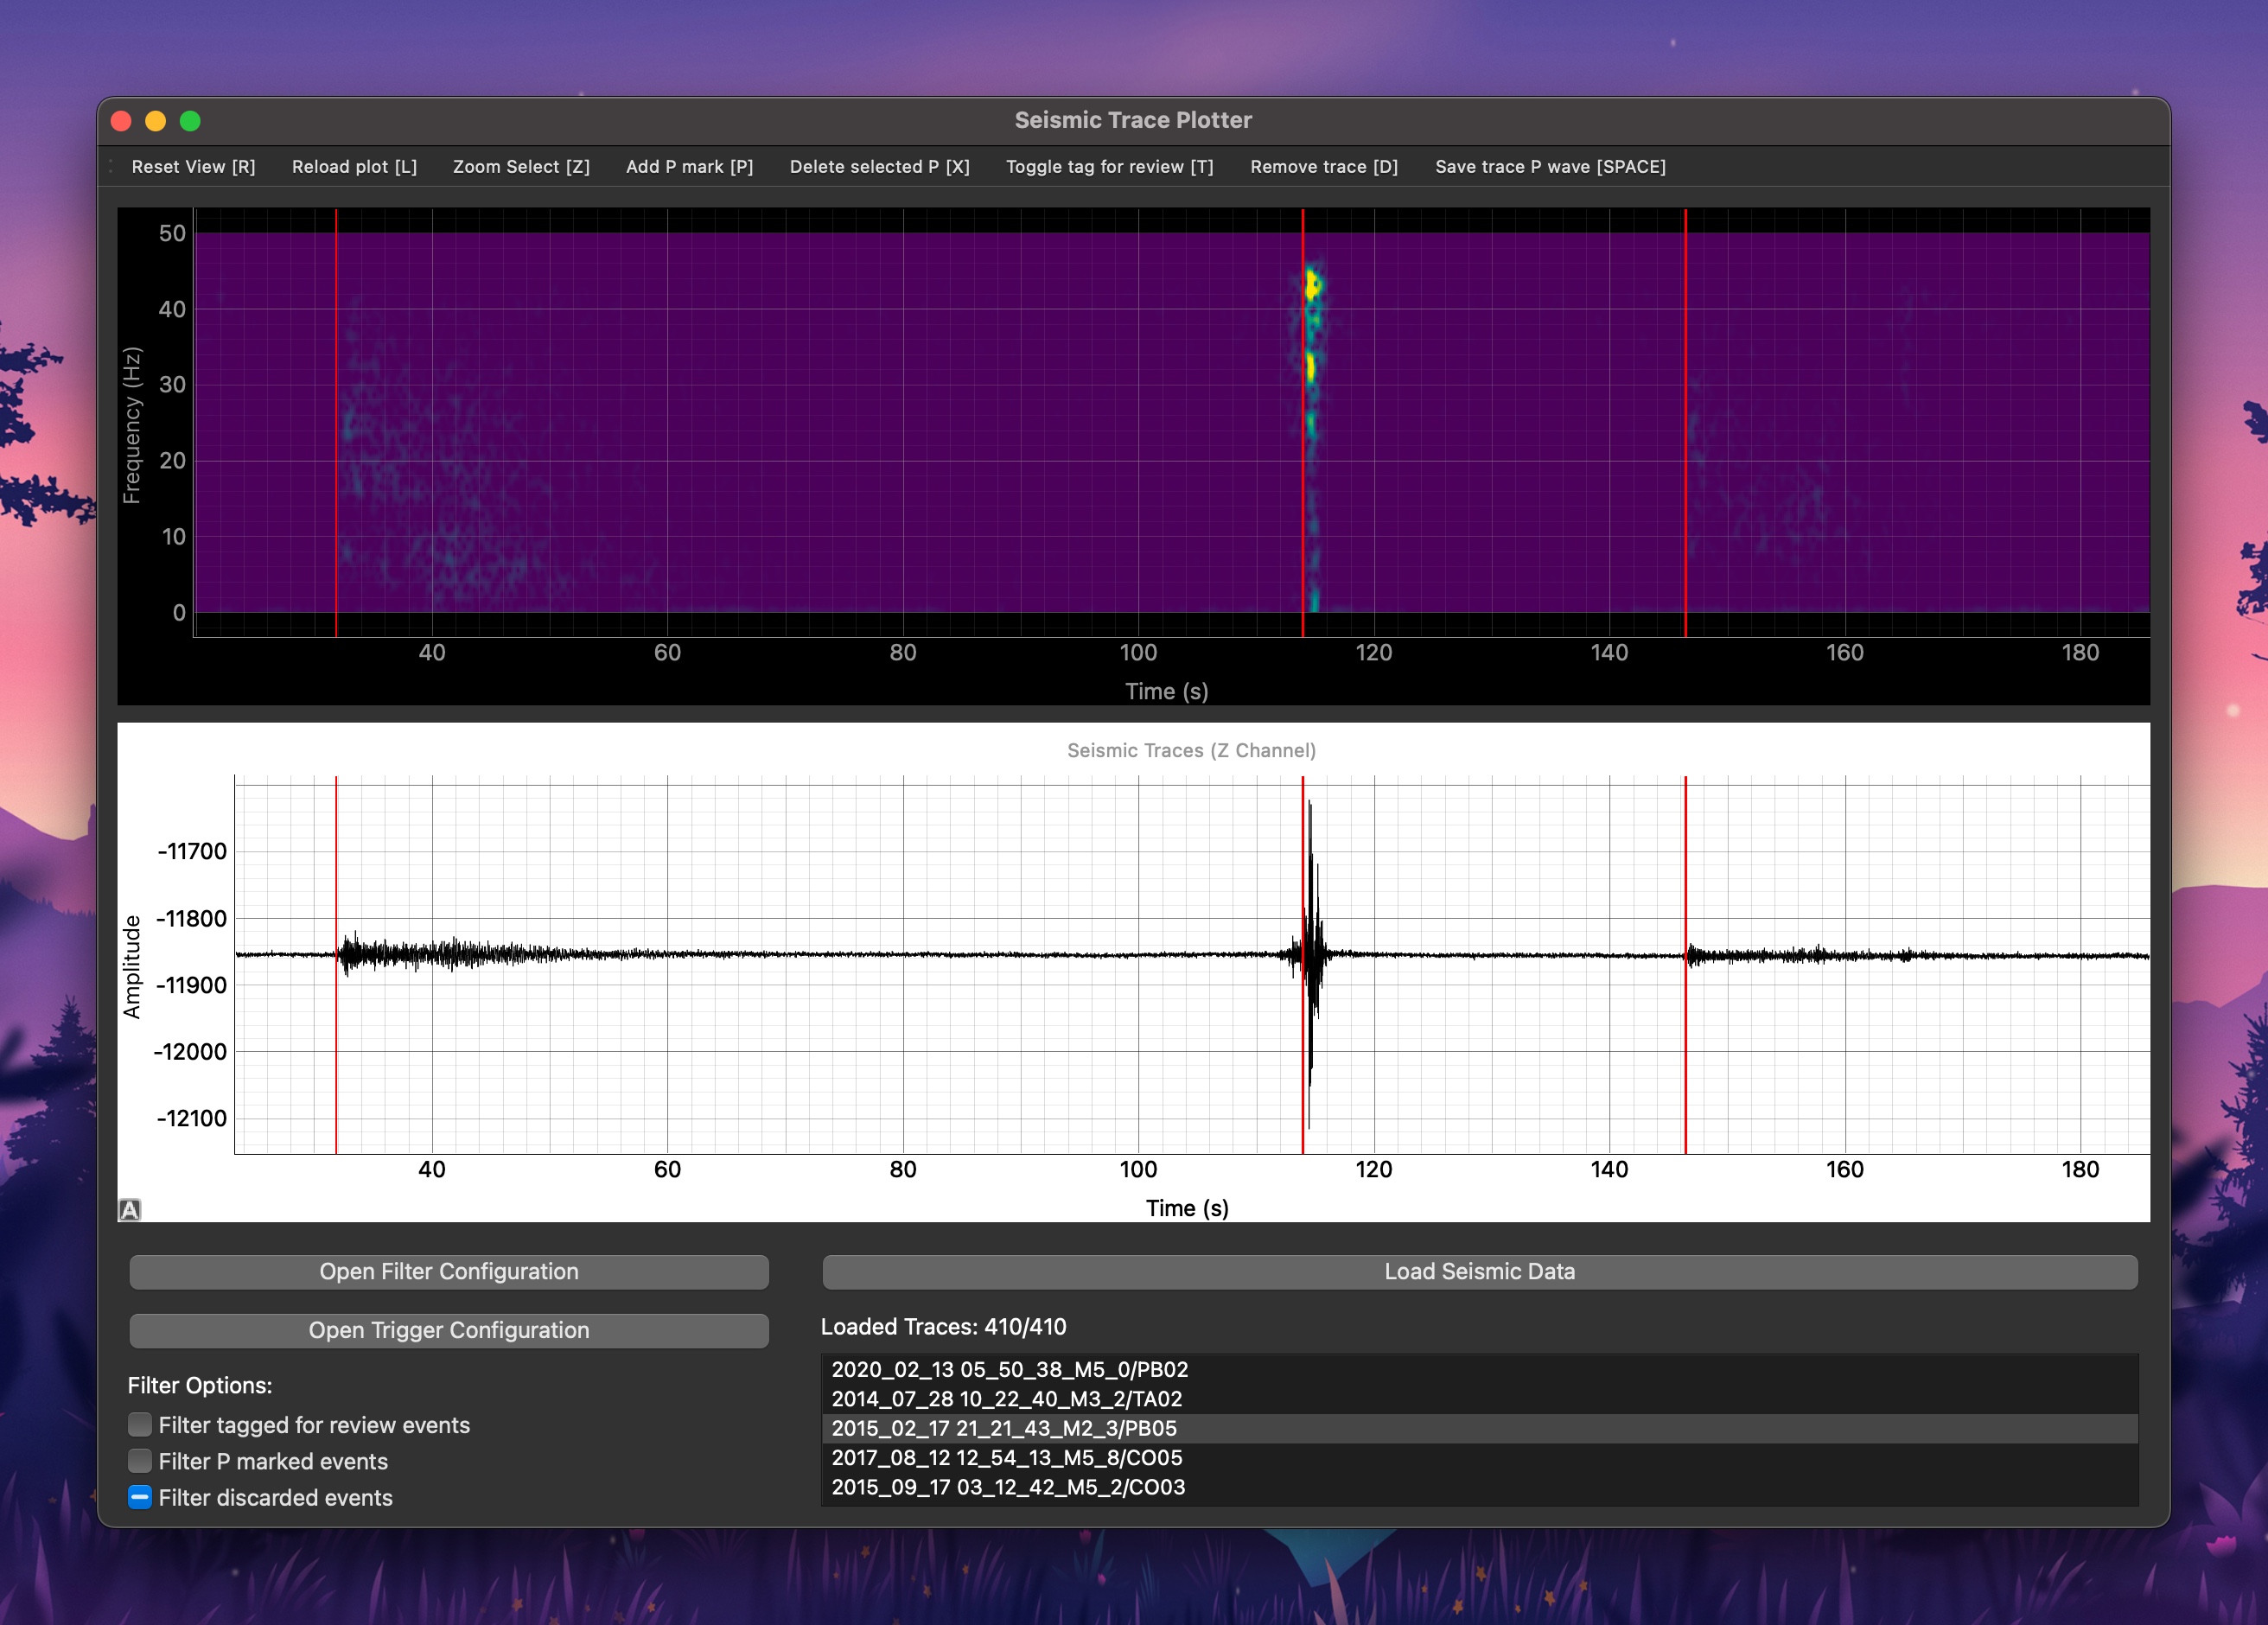 Seismic Trace Plotter
Reset View [R] Reload plot [L] Zoom Select [Z] Add P mark [P] Delete selected P [X] Toggle tag for review [T] Remove trace [D] Save trace P wave [SPACE]
50
40
30
20
10
0
Frequency (Hz)
40 60 80 100 120 140 160 180
Time (s)
Seismic Traces (Z Channel)
-11700
-11800
-11900
-12000
-12100
Amplitude
40 60 80 100 120 140 160 180
Time (s)
A
Open Filter Configuration
Open Trigger Configuration
Filter Options:
Filter tagged for review events
Filter P marked events
Filter discarded events
Load Seismic Data
Loaded Traces: 410/410
2020_02_13 05_50_38_M5_0/PB02
2014_07_28 10_22_40_M3_2/TA02
2015_02_17 21_21_43_M2_3/PB05
2017_08_12 12_54_13_M5_8/CO05
2015_09_17 03_12_42_M5_2/CO03